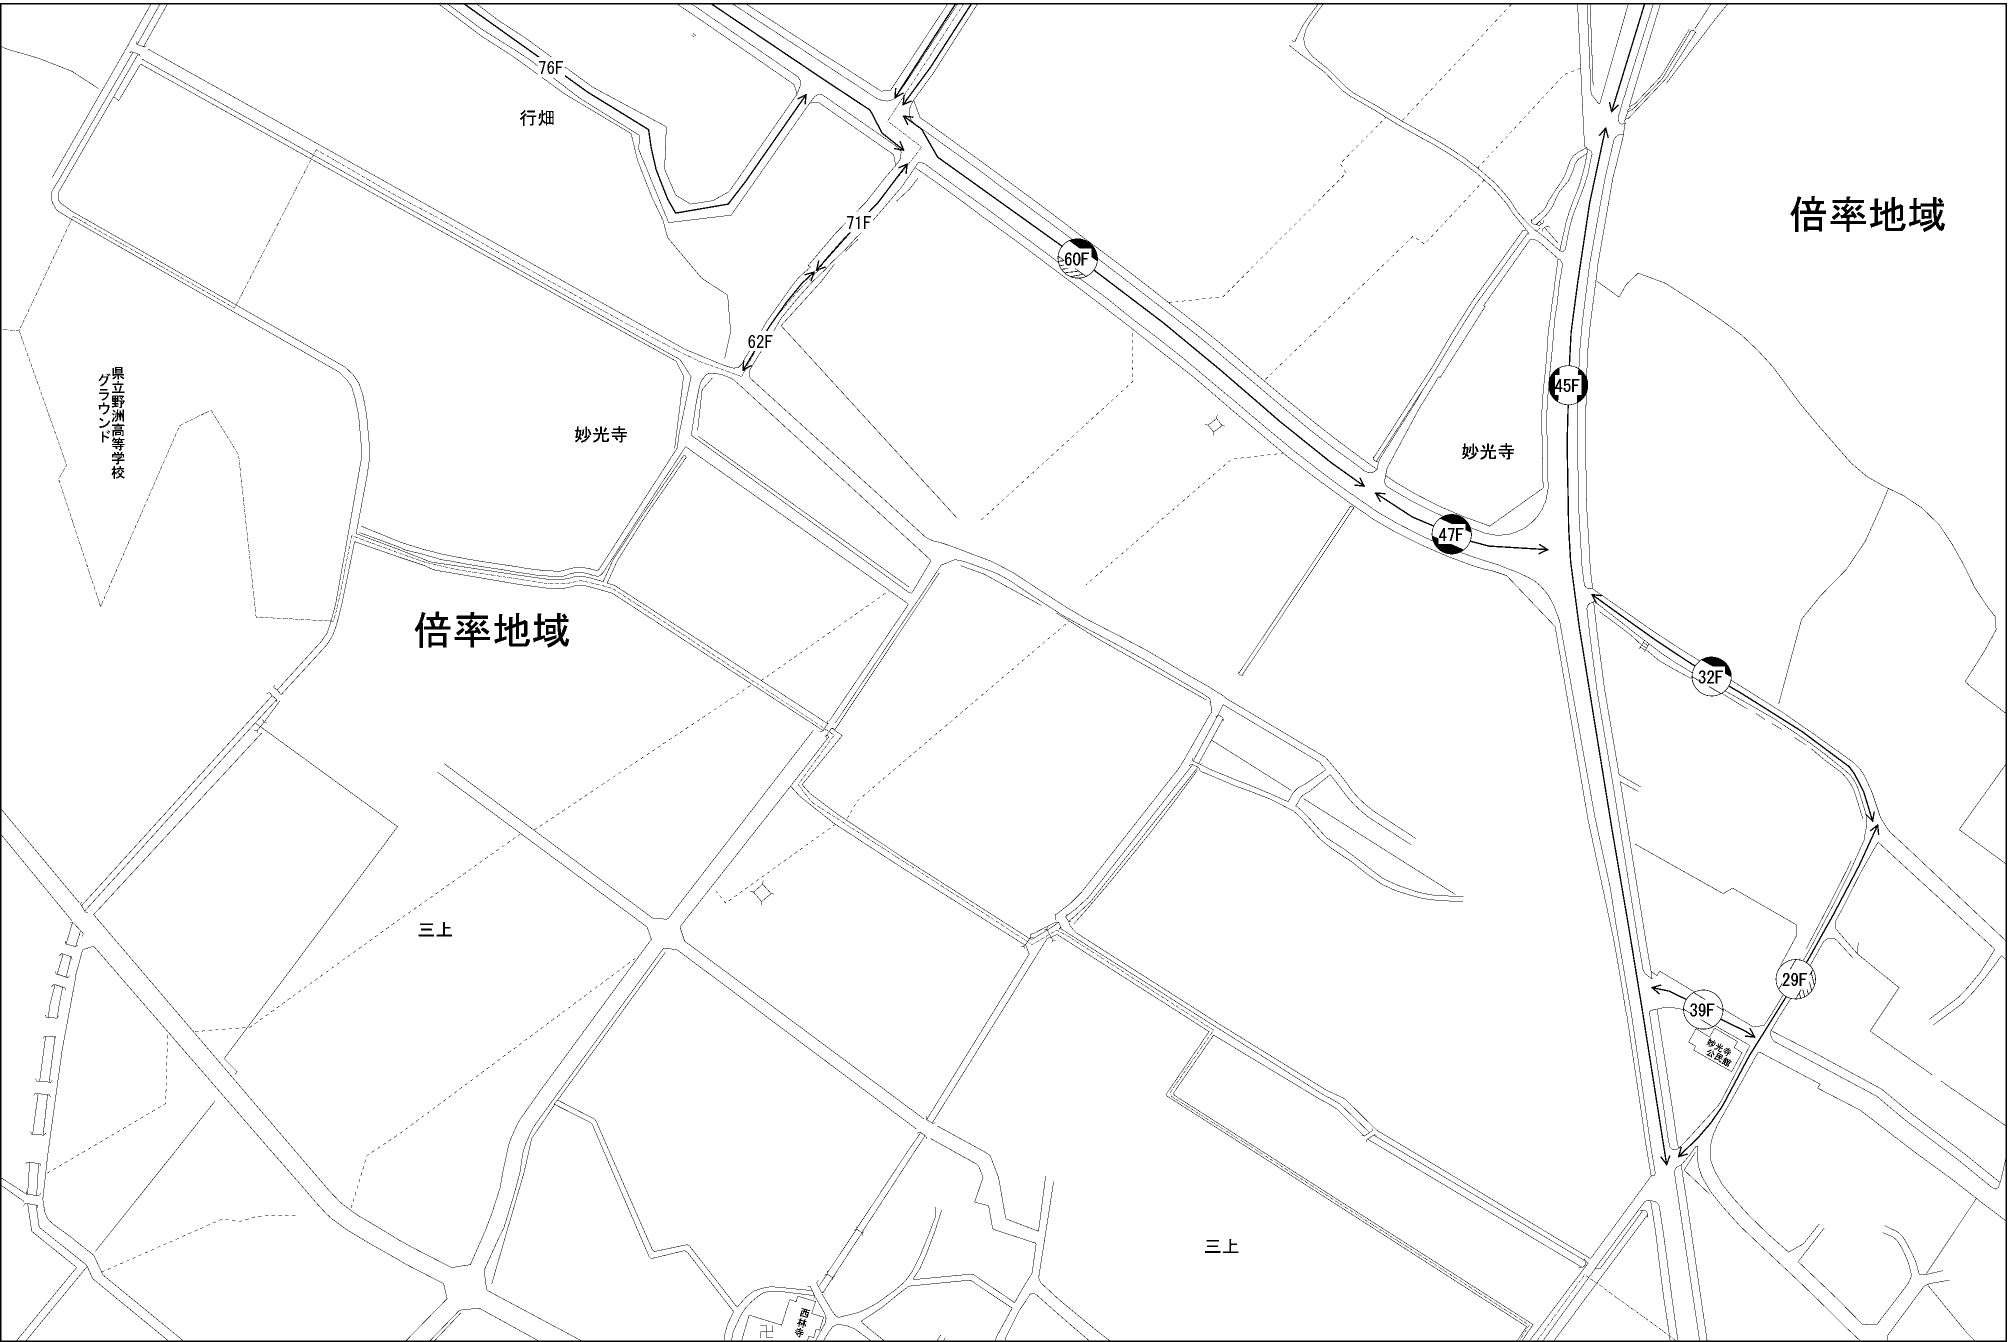 76F
行畑
倍率地域
71F
60F
62F
県立野洲高等学校
グラウンド
45F
妙光寺
妙光寺
47F
倍率地域
32F
三上
29F
39F
妙光寺
公民館
三上
西林寺
卍